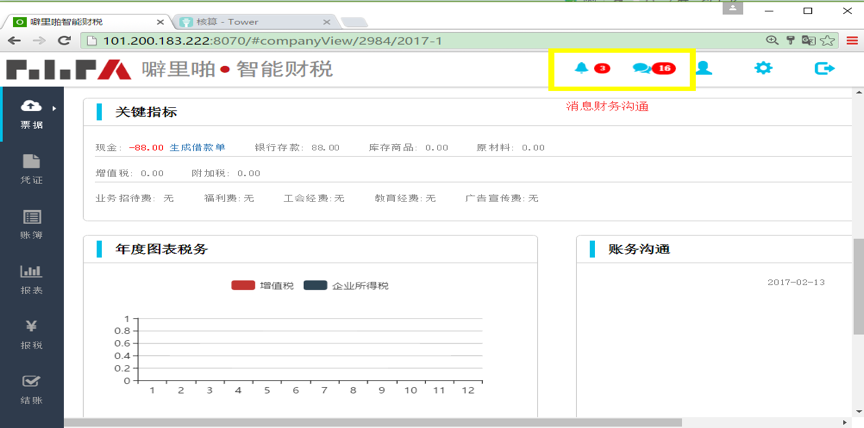 噼里啪智能财税
核算 - Tower
101.200.183.222:8070/#companyView/2984/2017-1
噼里啪·智能财税
3
16
消息财务沟通
票据
凭证
账簿
报表
报税
结账
关键指标
现金: -88.00 生成借款单 银行存款: 88.00 库存商品: 0.00 原材料: 0.00
增值税: 0.00 附加税: 0.00
业务招待费: 无 福利费: 无 工会经费: 无 教育经费: 无 广告宣传费: 无
年度图表税务
增值税 企业所得税
1
0.8
0.6
0.4
0.2
0
1 2 3 4 5 6 7 8 9 10 11 12
账务沟通
2017-02-13